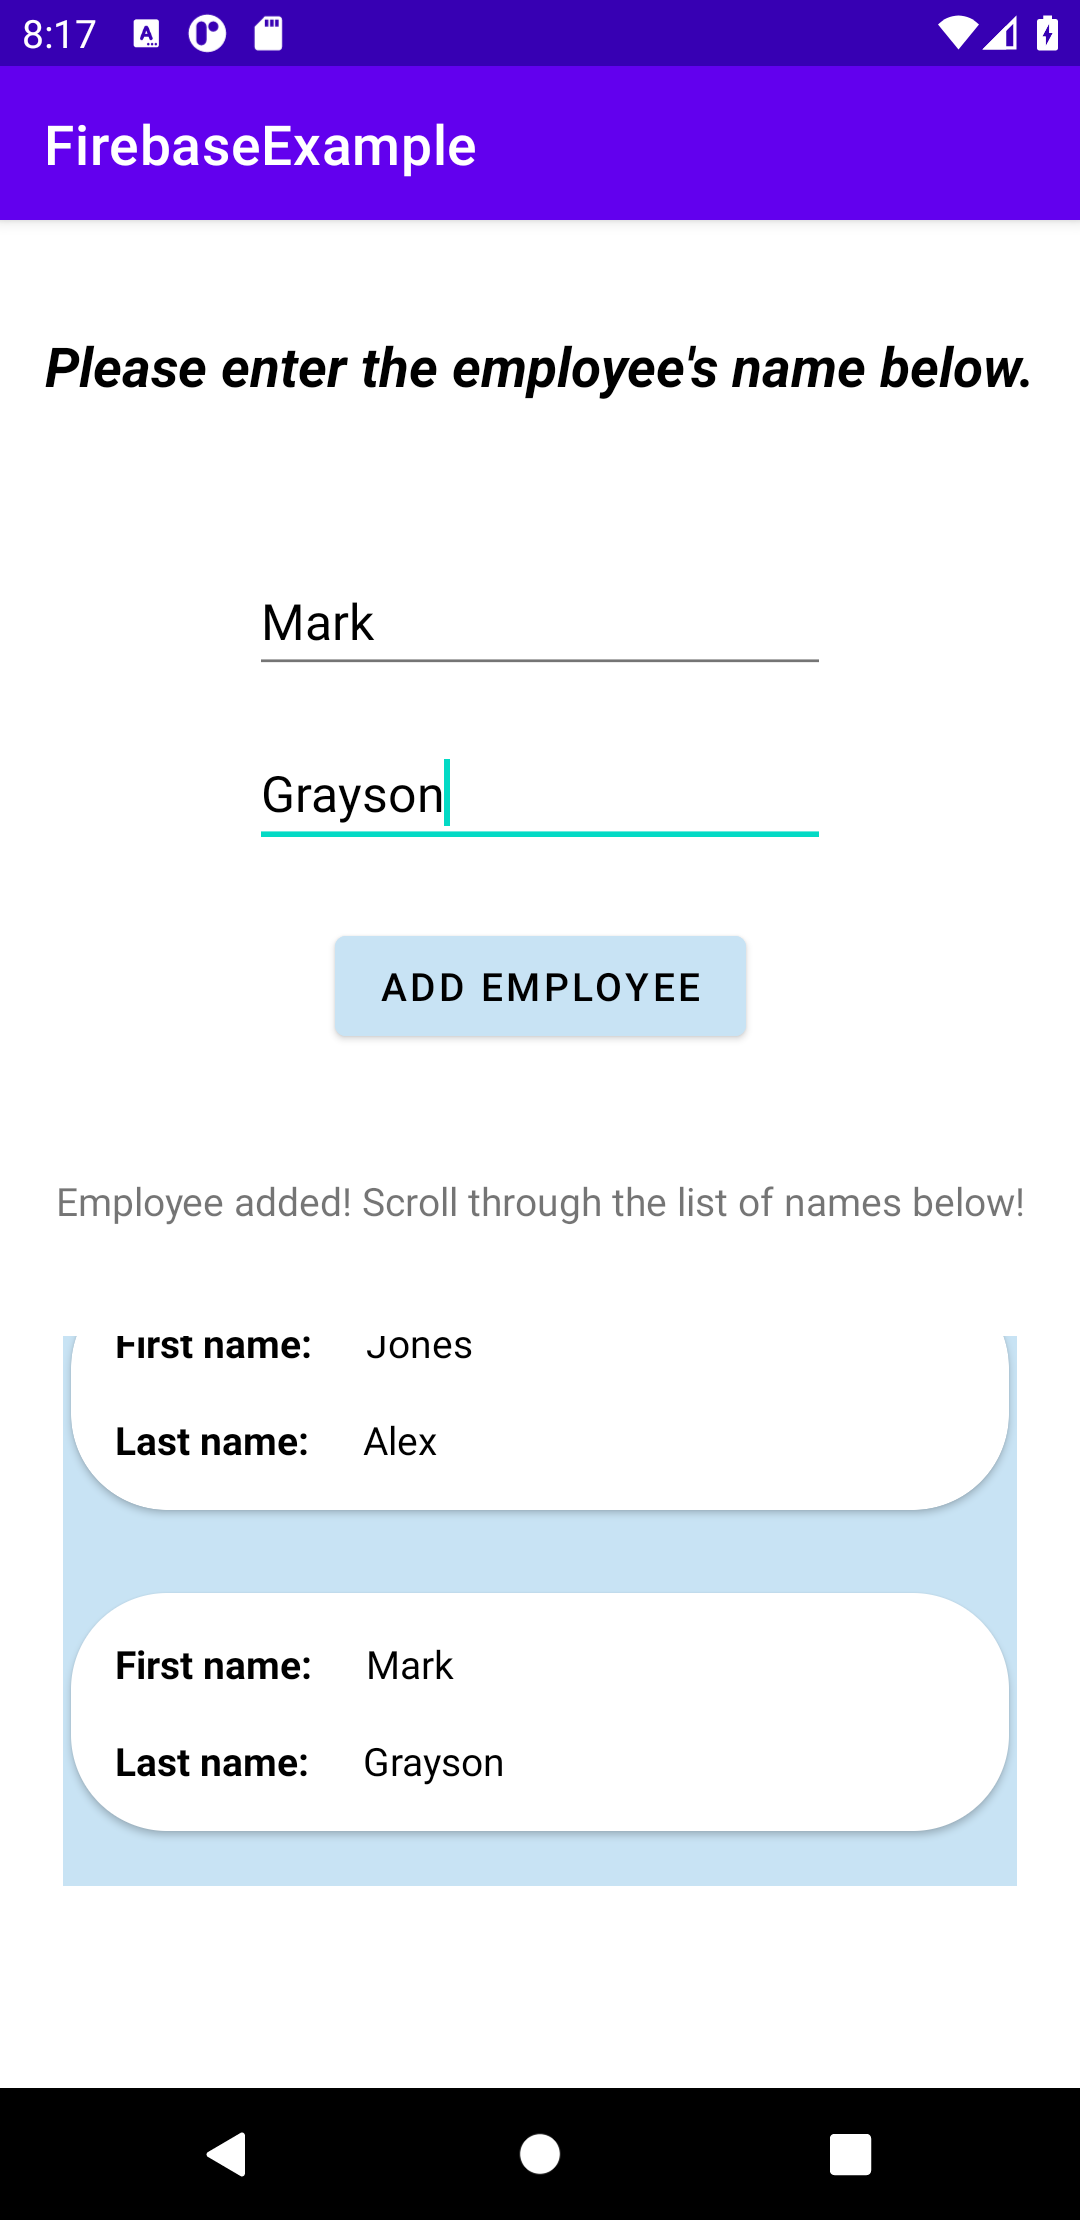 8:17
FirebaseExample
Please enter the employee's name below.
Mark
Grayson
ADD EMPLOYEE
Employee added! Scroll through the list of names below!
First name: Jones
Last name: Alex
First name: Mark
Last name: Grayson